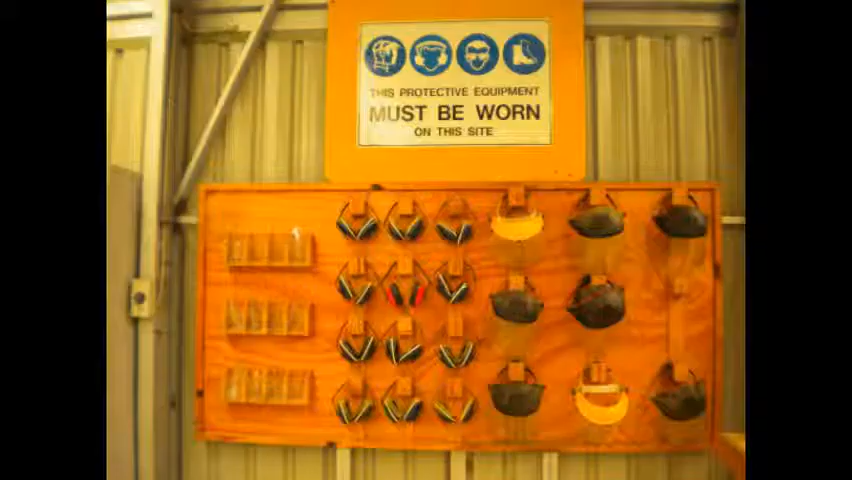 THIS PROTECTIVE EQUIPMENT
MUST BE WORN
ON THIS SITE